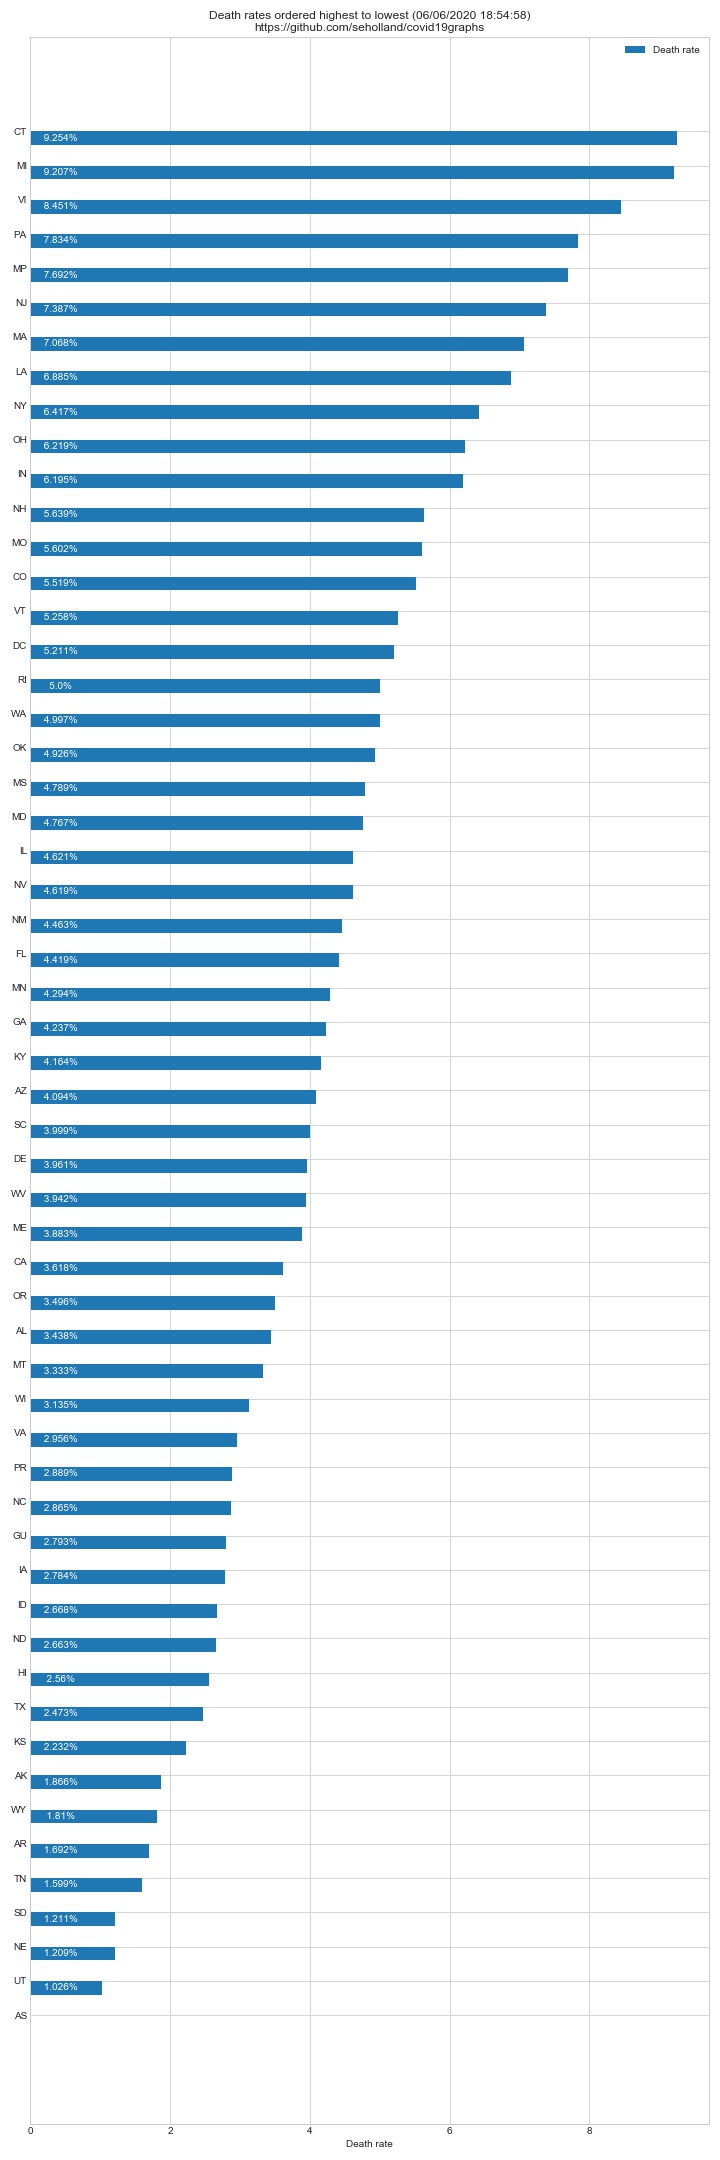 Death rates ordered highest to lowest (06/06/2020 18:54:58)
https://github.com/seholland/covid19graphs
Death rate
CT 9.254%
MI 9.207%
VI 8.451%
PA 7.834%
MP 7.692%
NJ 7.387%
MA 7.068%
LA 6.885%
NY 6.417%
OH 6.219%
IN 6.195%
NH 5.639%
MO 5.602%
CO 5.519%
VT 5.258%
DC 5.211%
RI 5.0%
WA 4.997%
OK 4.926%
MS 4.789%
MD 4.767%
IL 4.621%
NV 4.619%
NM 4.463%
FL 4.419%
MN 4.294%
GA 4.237%
KY 4.164%
AZ 4.094%
SC 3.999%
DE 3.961%
WV 3.942%
ME 3.883%
CA 3.618%
OR 3.496%
AL 3.438%
MT 3.333%
WI 3.135%
VA 2.956%
PR 2.889%
NC 2.865%
GU 2.793%
IA 2.784%
ID 2.668%
ND 2.663%
HI 2.56%
TX 2.473%
KS 2.232%
AK 1.866%
WY 1.81%
AR 1.692%
TN 1.599%
SD 1.211%
NE 1.209%
UT 1.026%
AS
0 2 4 6 8
Death rate